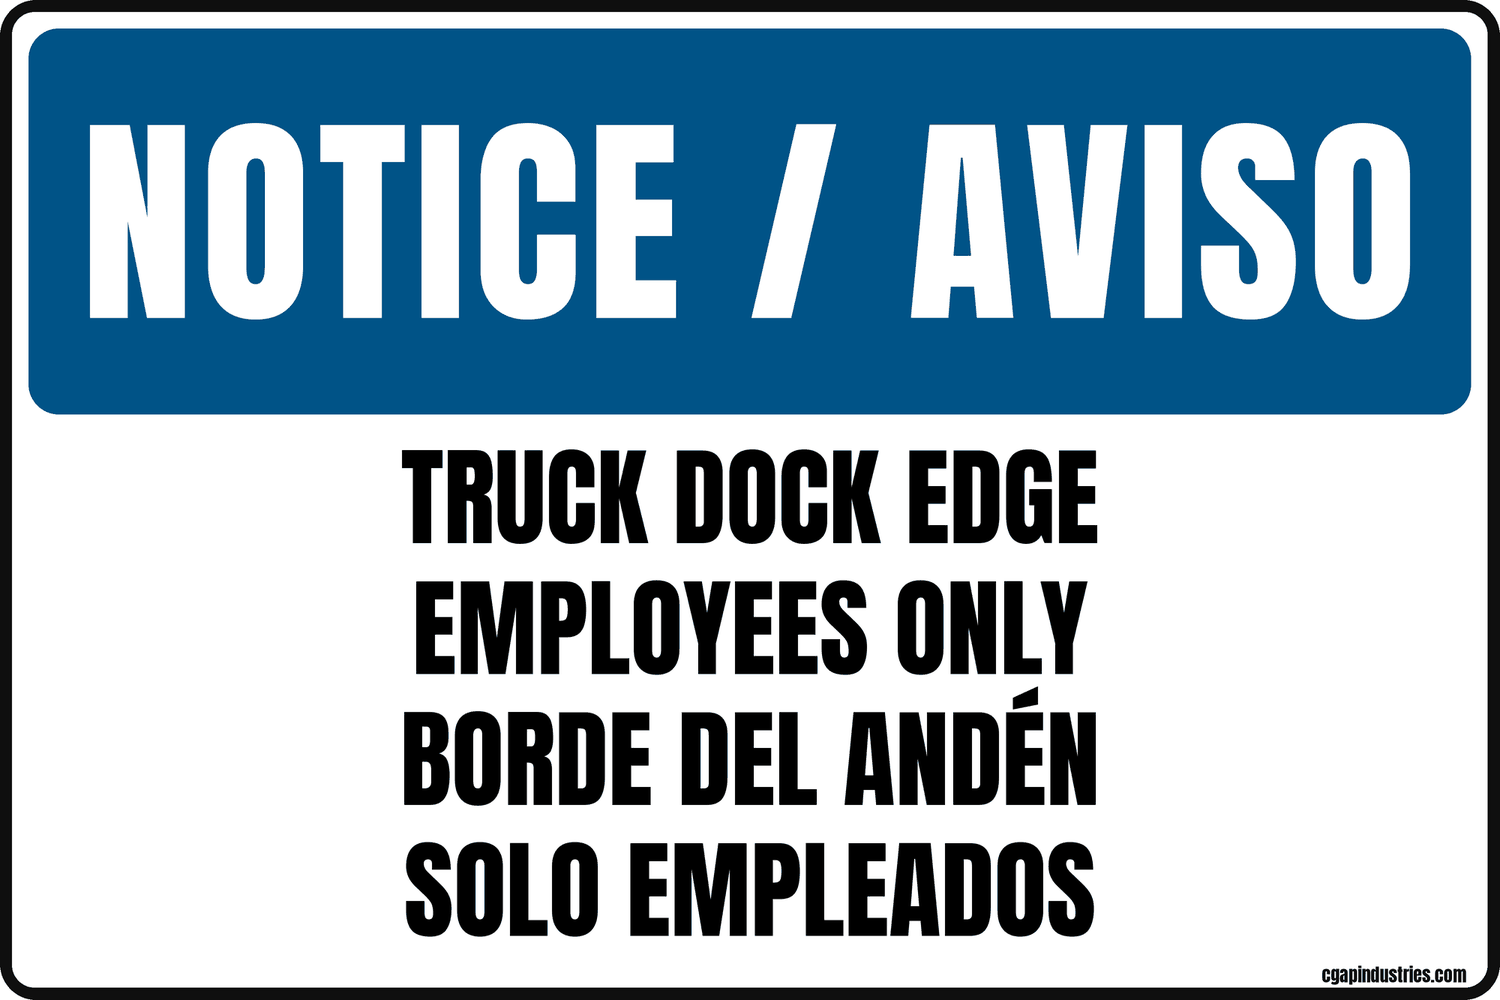 NOTICE / AVISO
TRUCK DOCK EDGE
EMPLOYEES ONLY
BORDE DEL ANDÉN
SOLO EMPLEADOS
cgapindustries.com